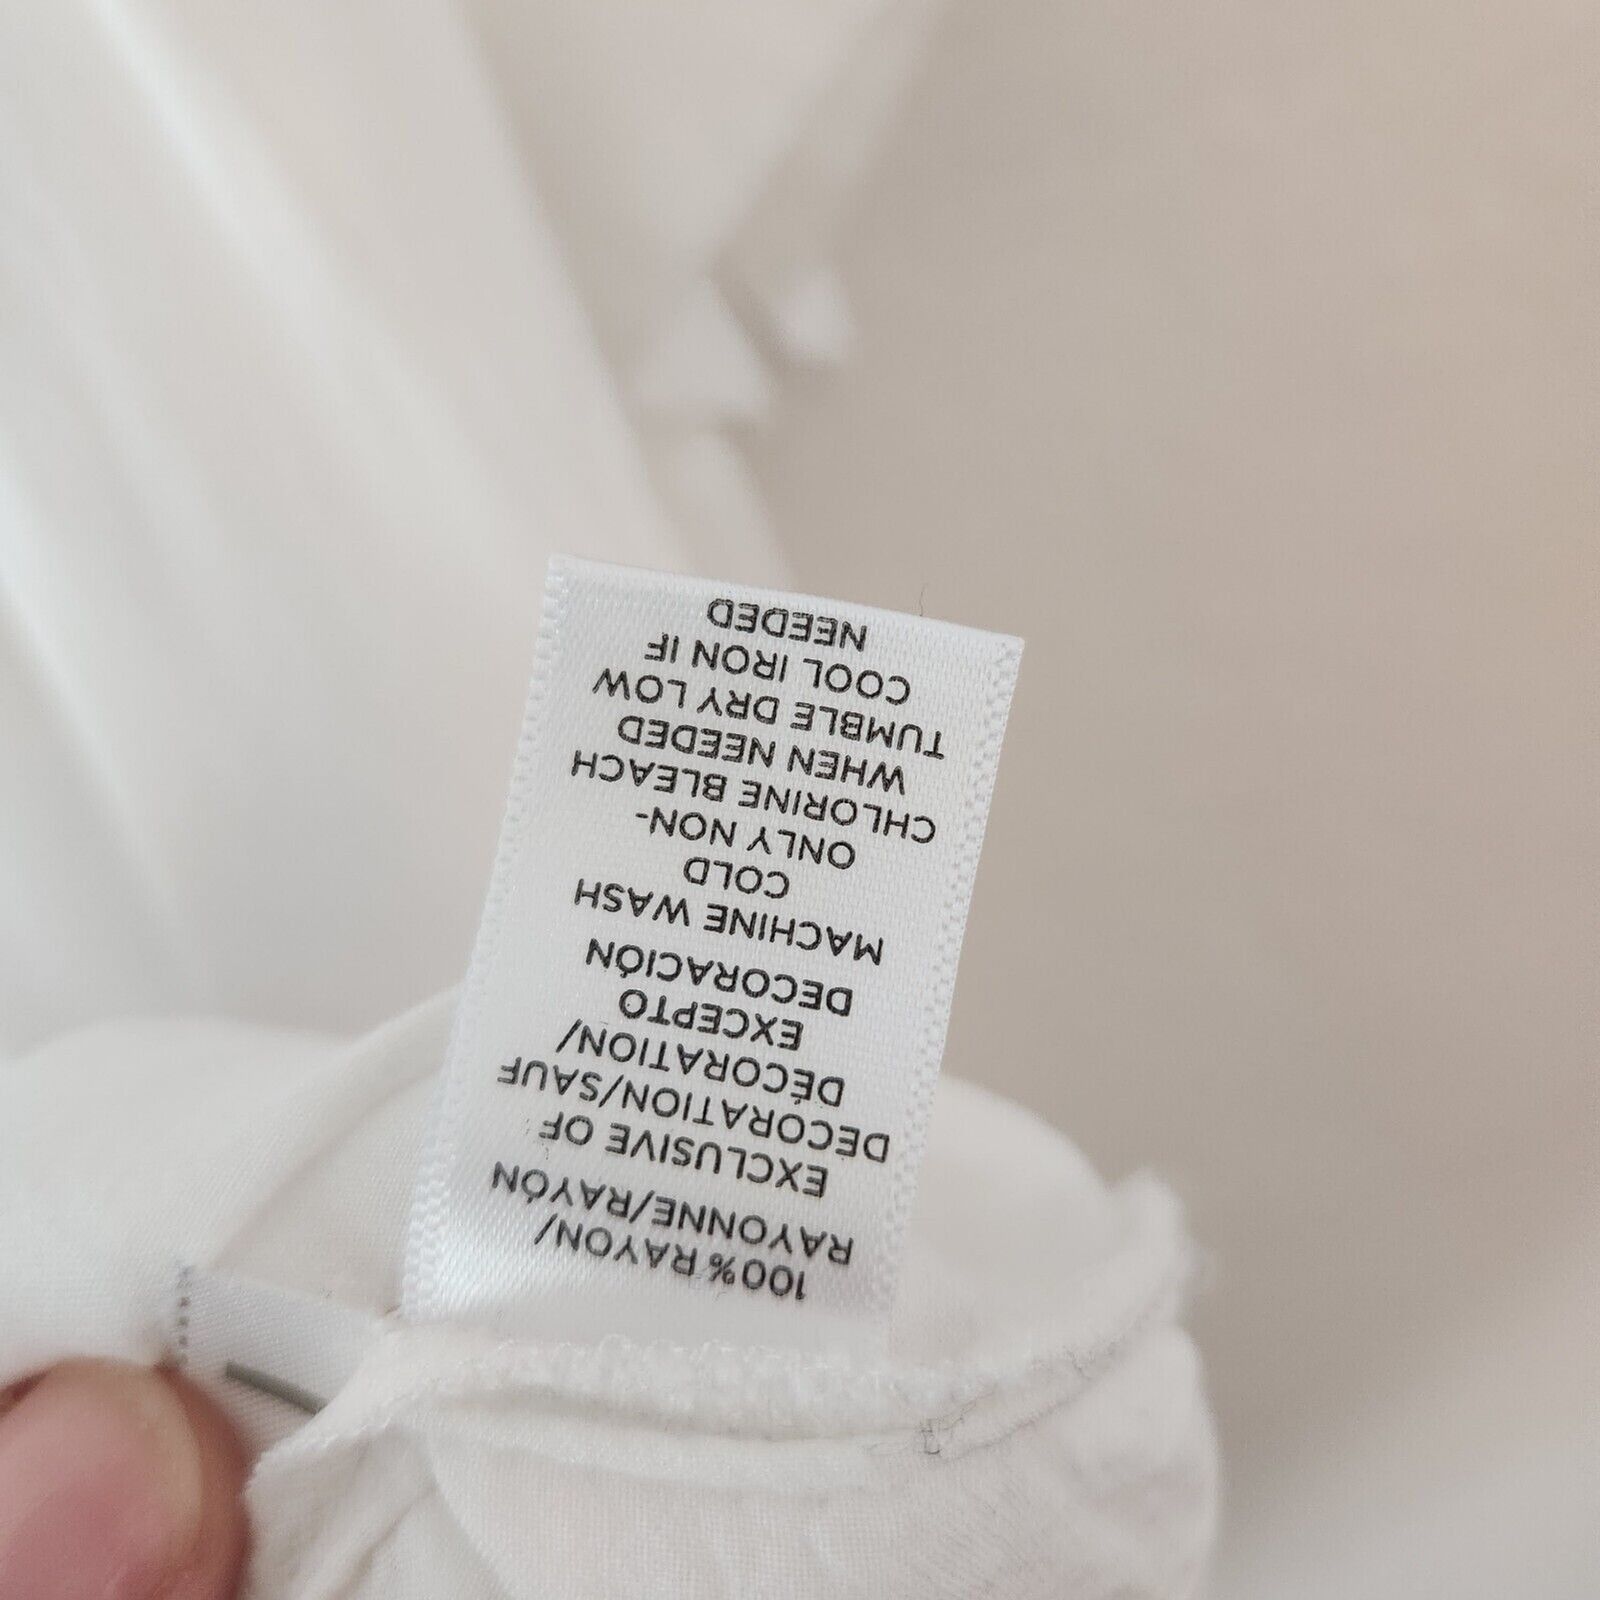 100% RAYON/
RAYONNE/RAYÓN
EXCLUSIVE OF
DECORATION/SAUF
DÉCORATION/
EXCEPTO
DECORACIÓN
MACHINE WASH
COLD
ONLY NON-
CHLORINE BLEACH
WHEN NEEDED
TUMBLE DRY LOW
COOL IRON IF
NEEDED